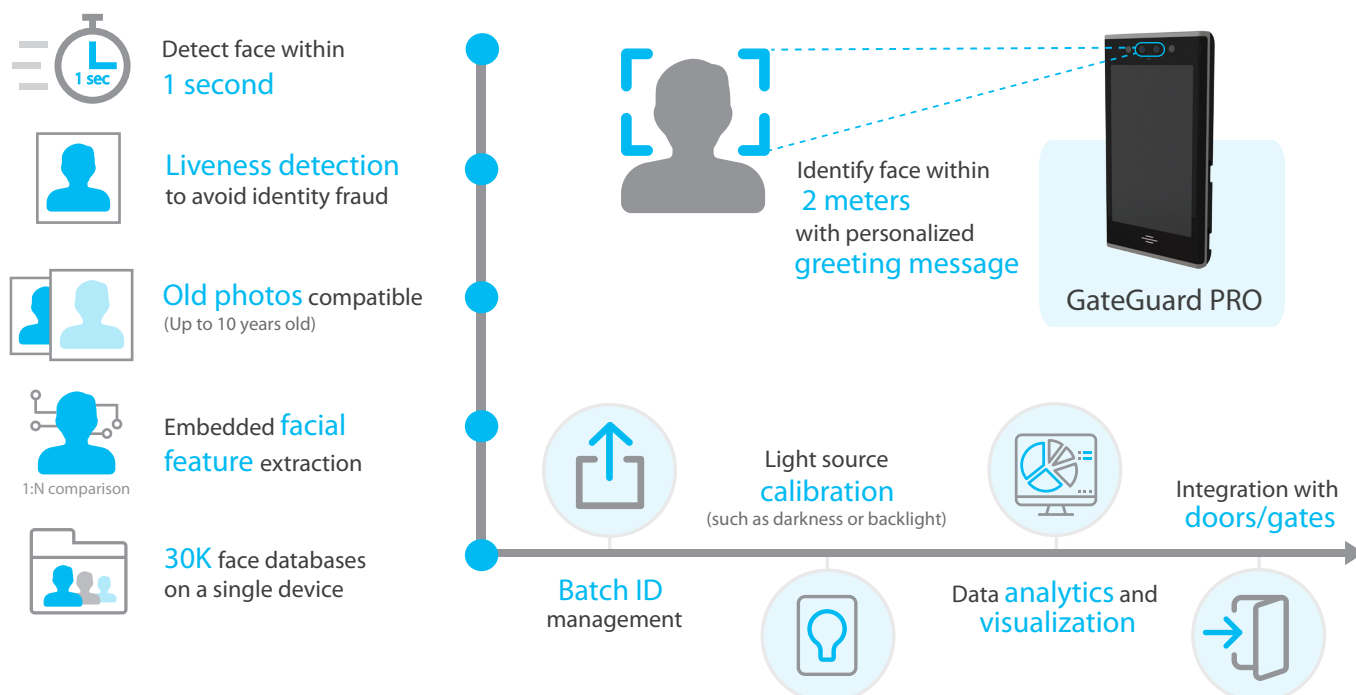 1 sec
Detect face within
1 second
Liveness detection
to avoid identity fraud
Old photos compatible
(Up to 10 years old)
1:N comparison
Embedded facial
feature extraction
30K face databases
on a single device
Identify face within
2 meters
with personalized
greeting message
GateGuard PRO
Batch ID
management
Light source
calibration
(such as darkness or backlight)
Data analytics and
visualization
Integration with
doors/gates